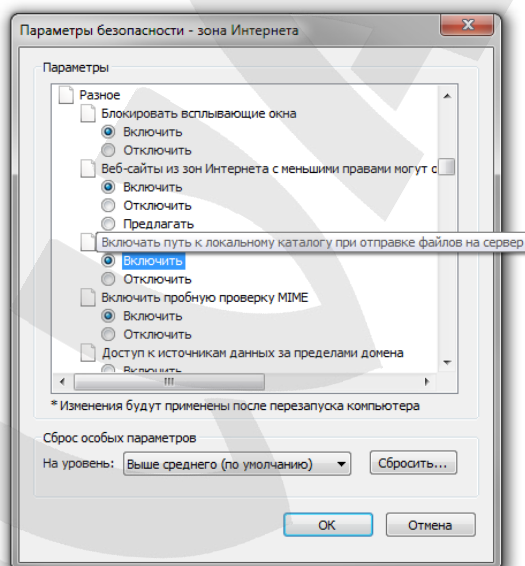 Параметры безопасности - зона Интернета
Параметры
Разное
Блокировать всплывающие окна
Включить
Отключить
Веб-сайты из зон Интернета с меньшими правами могут о
Включить
Отключить
Предлагать
Включать путь к локальному каталогу при отправке файлов на сервер
Включить
Отключить
Включить пробную проверку MIME
Включить
Отключить
Доступ к источникам данных за пределами домена
Включить
* Изменения будут применены после перезапуска компьютера
Сброс особых параметров
На уровень: Выше среднего (по умолчанию) Сбросить...
ОК Отмена